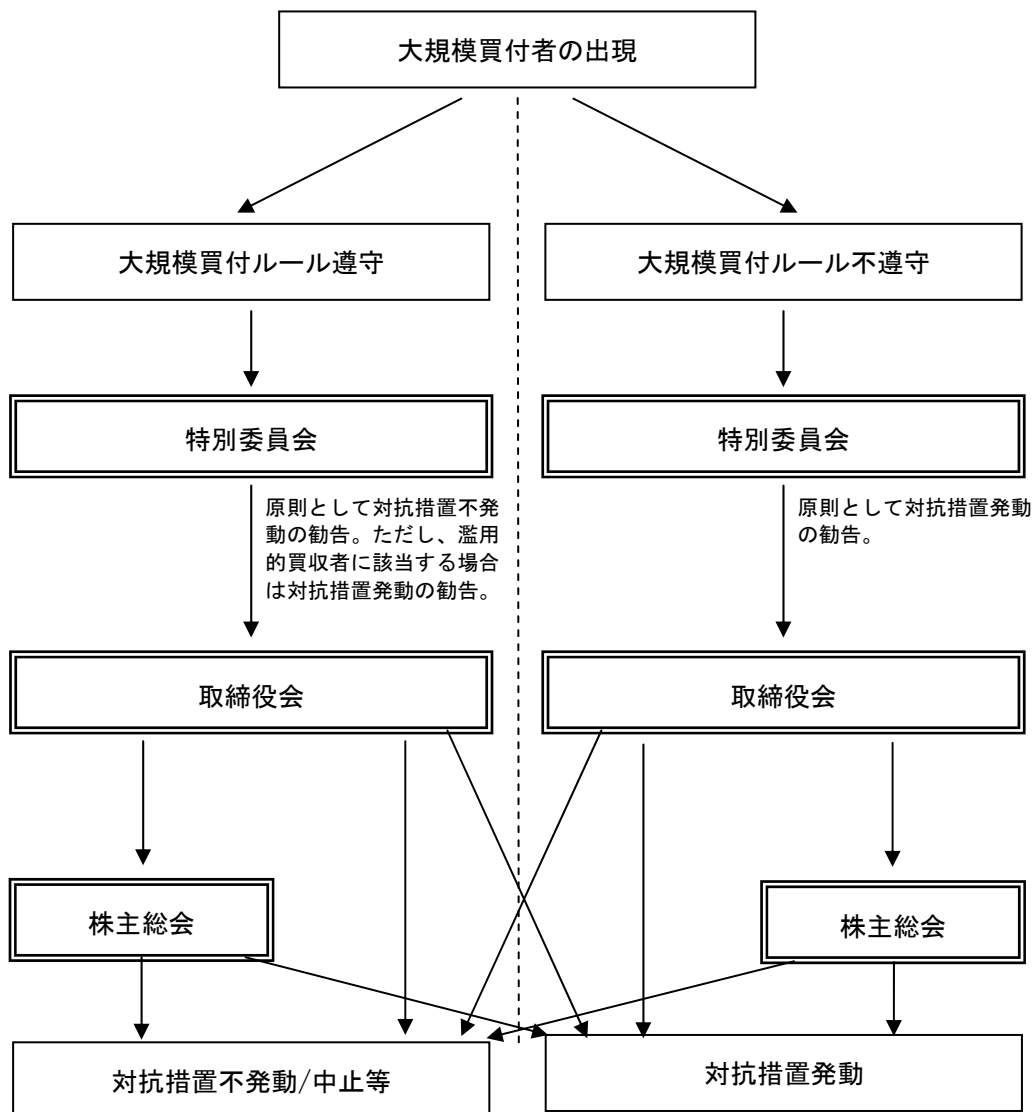 大規模買付者の出現
大規模買付ルール遵守
大規模買付ルール不遵守
特別委員会
特別委員会
原則として対抗措置不発
動の勧告。ただし、濫用
的買収者に該当する場合
は対抗措置発動の勧告。
原則として対抗措置発動
の勧告。
取締役会
取締役会
株主総会
株主総会
対抗措置不発動/中止等
対抗措置発動